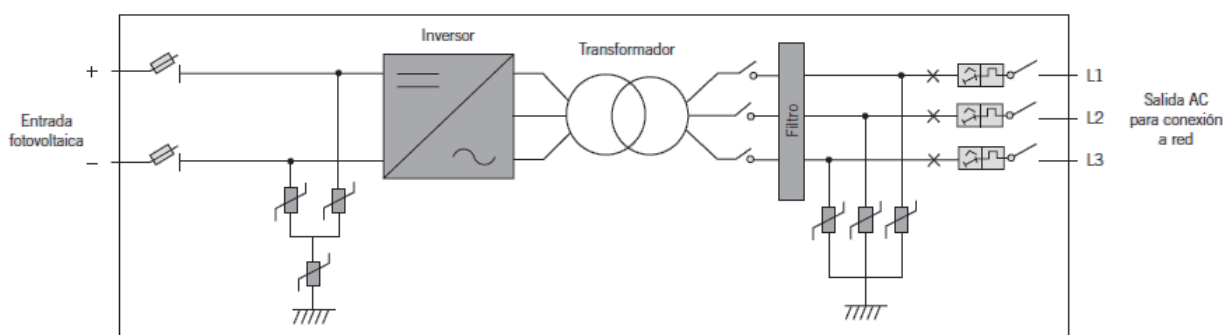 Inversor
Transformador
+
Entrada
fotovoltaica
−
Filtro
L1
L2
L3
Salida AC
para conexión
a red